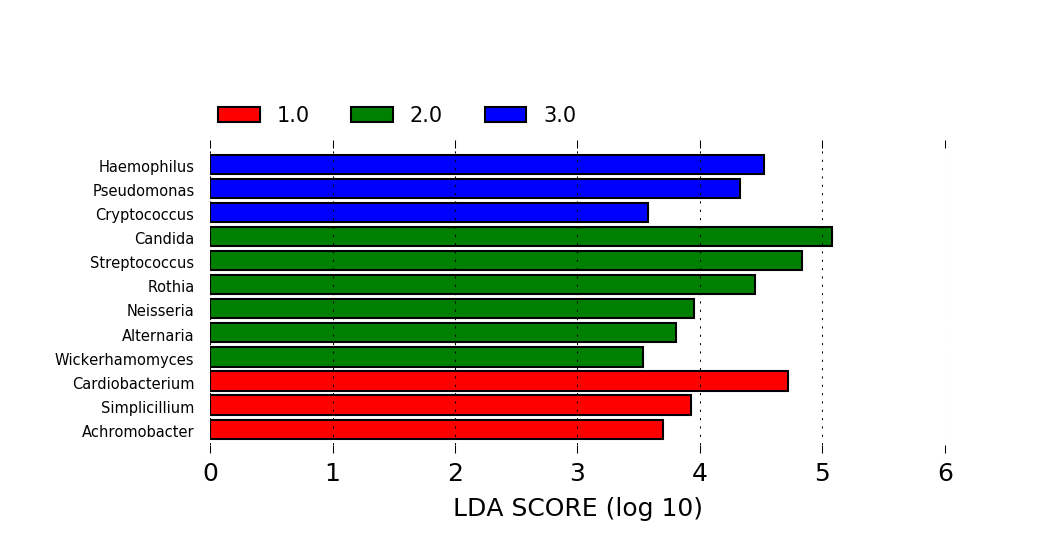 1.0 2.0 3.0
Haemophilus
Pseudomonas
Cryptococcus
Candida
Streptococcus
Rothia
Neisseria
Alternaria
Wickerhamomyces
Cardiobacterium
Simplicillium
Achromobacter
0 1 2 3 4 5 6
LDA SCORE (log 10)